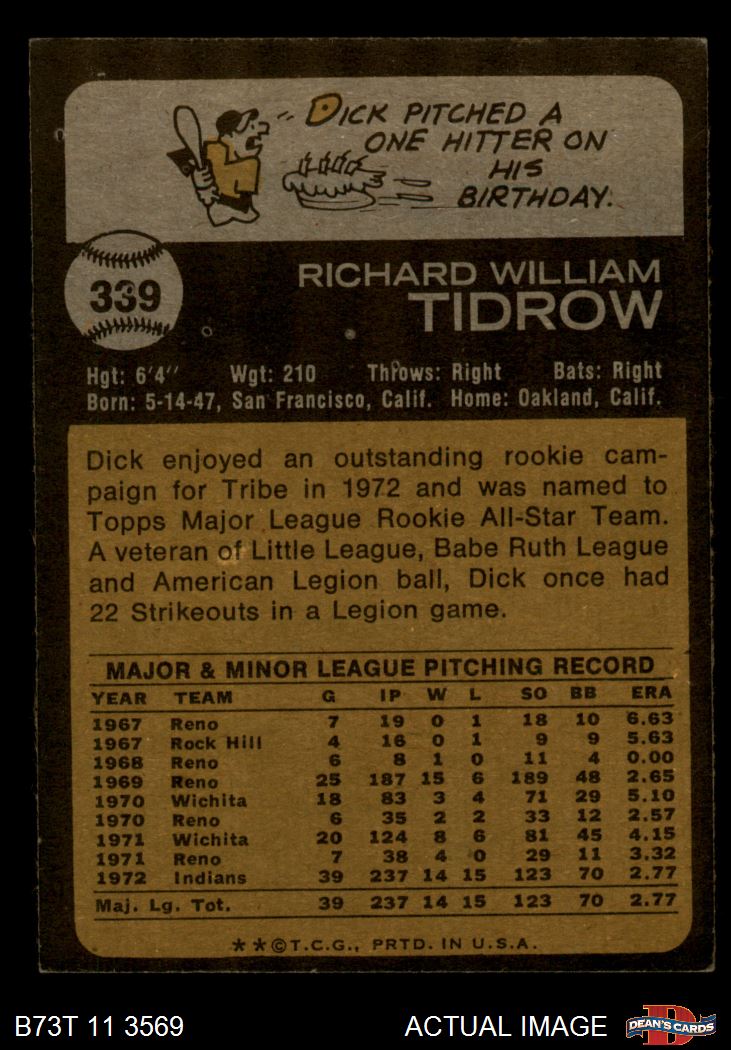 DICK PITCHED A
ONE HITTER ON
HIS
BIRTHDAY.
339
RICHARD WILLIAM
TIDROW
Hgt: 6'4" Wgt: 210 Throws: Right Bats: Right
Born: 5-14-47, San Francisco, Calif. Home: Oakland, Calif.
Dick enjoyed an outstanding rookie cam-
paign for Tribe in 1972 and was named to
Topps Major League Rookie All-Star Team.
A veteran of Little League, Babe Ruth League
and American Legion ball, Dick once had
22 Strikeouts in a Legion game.
MAJOR & MINOR LEAGUE PITCHING RECORD
YEAR TEAM G IP W L SO BB ERA
1967 Reno 7 19 0 1 18 10 6.63
1967 Rock Hill 4 16 0 1 9 9 5.63
1968 Reno 6 8 1 0 11 4 0.00
1969 Reno 25 187 15 6 189 48 2.65
1970 Wichita 18 83 3 4 71 29 5.10
1970 Reno 6 35 2 2 33 12 2.57
1971 Wichita 20 124 8 6 81 45 4.15
1971 Reno 7 38 4 0 29 11 3.32
1972 Indians 39 237 14 15 123 70 2.77
Maj. Lg. Tot. 39 237 14 15 123 70 2.77
**©T.C.G., PRTD. IN U.S.A.
B73T 11 3569 ACTUAL IMAGE DEAN'S CARDS